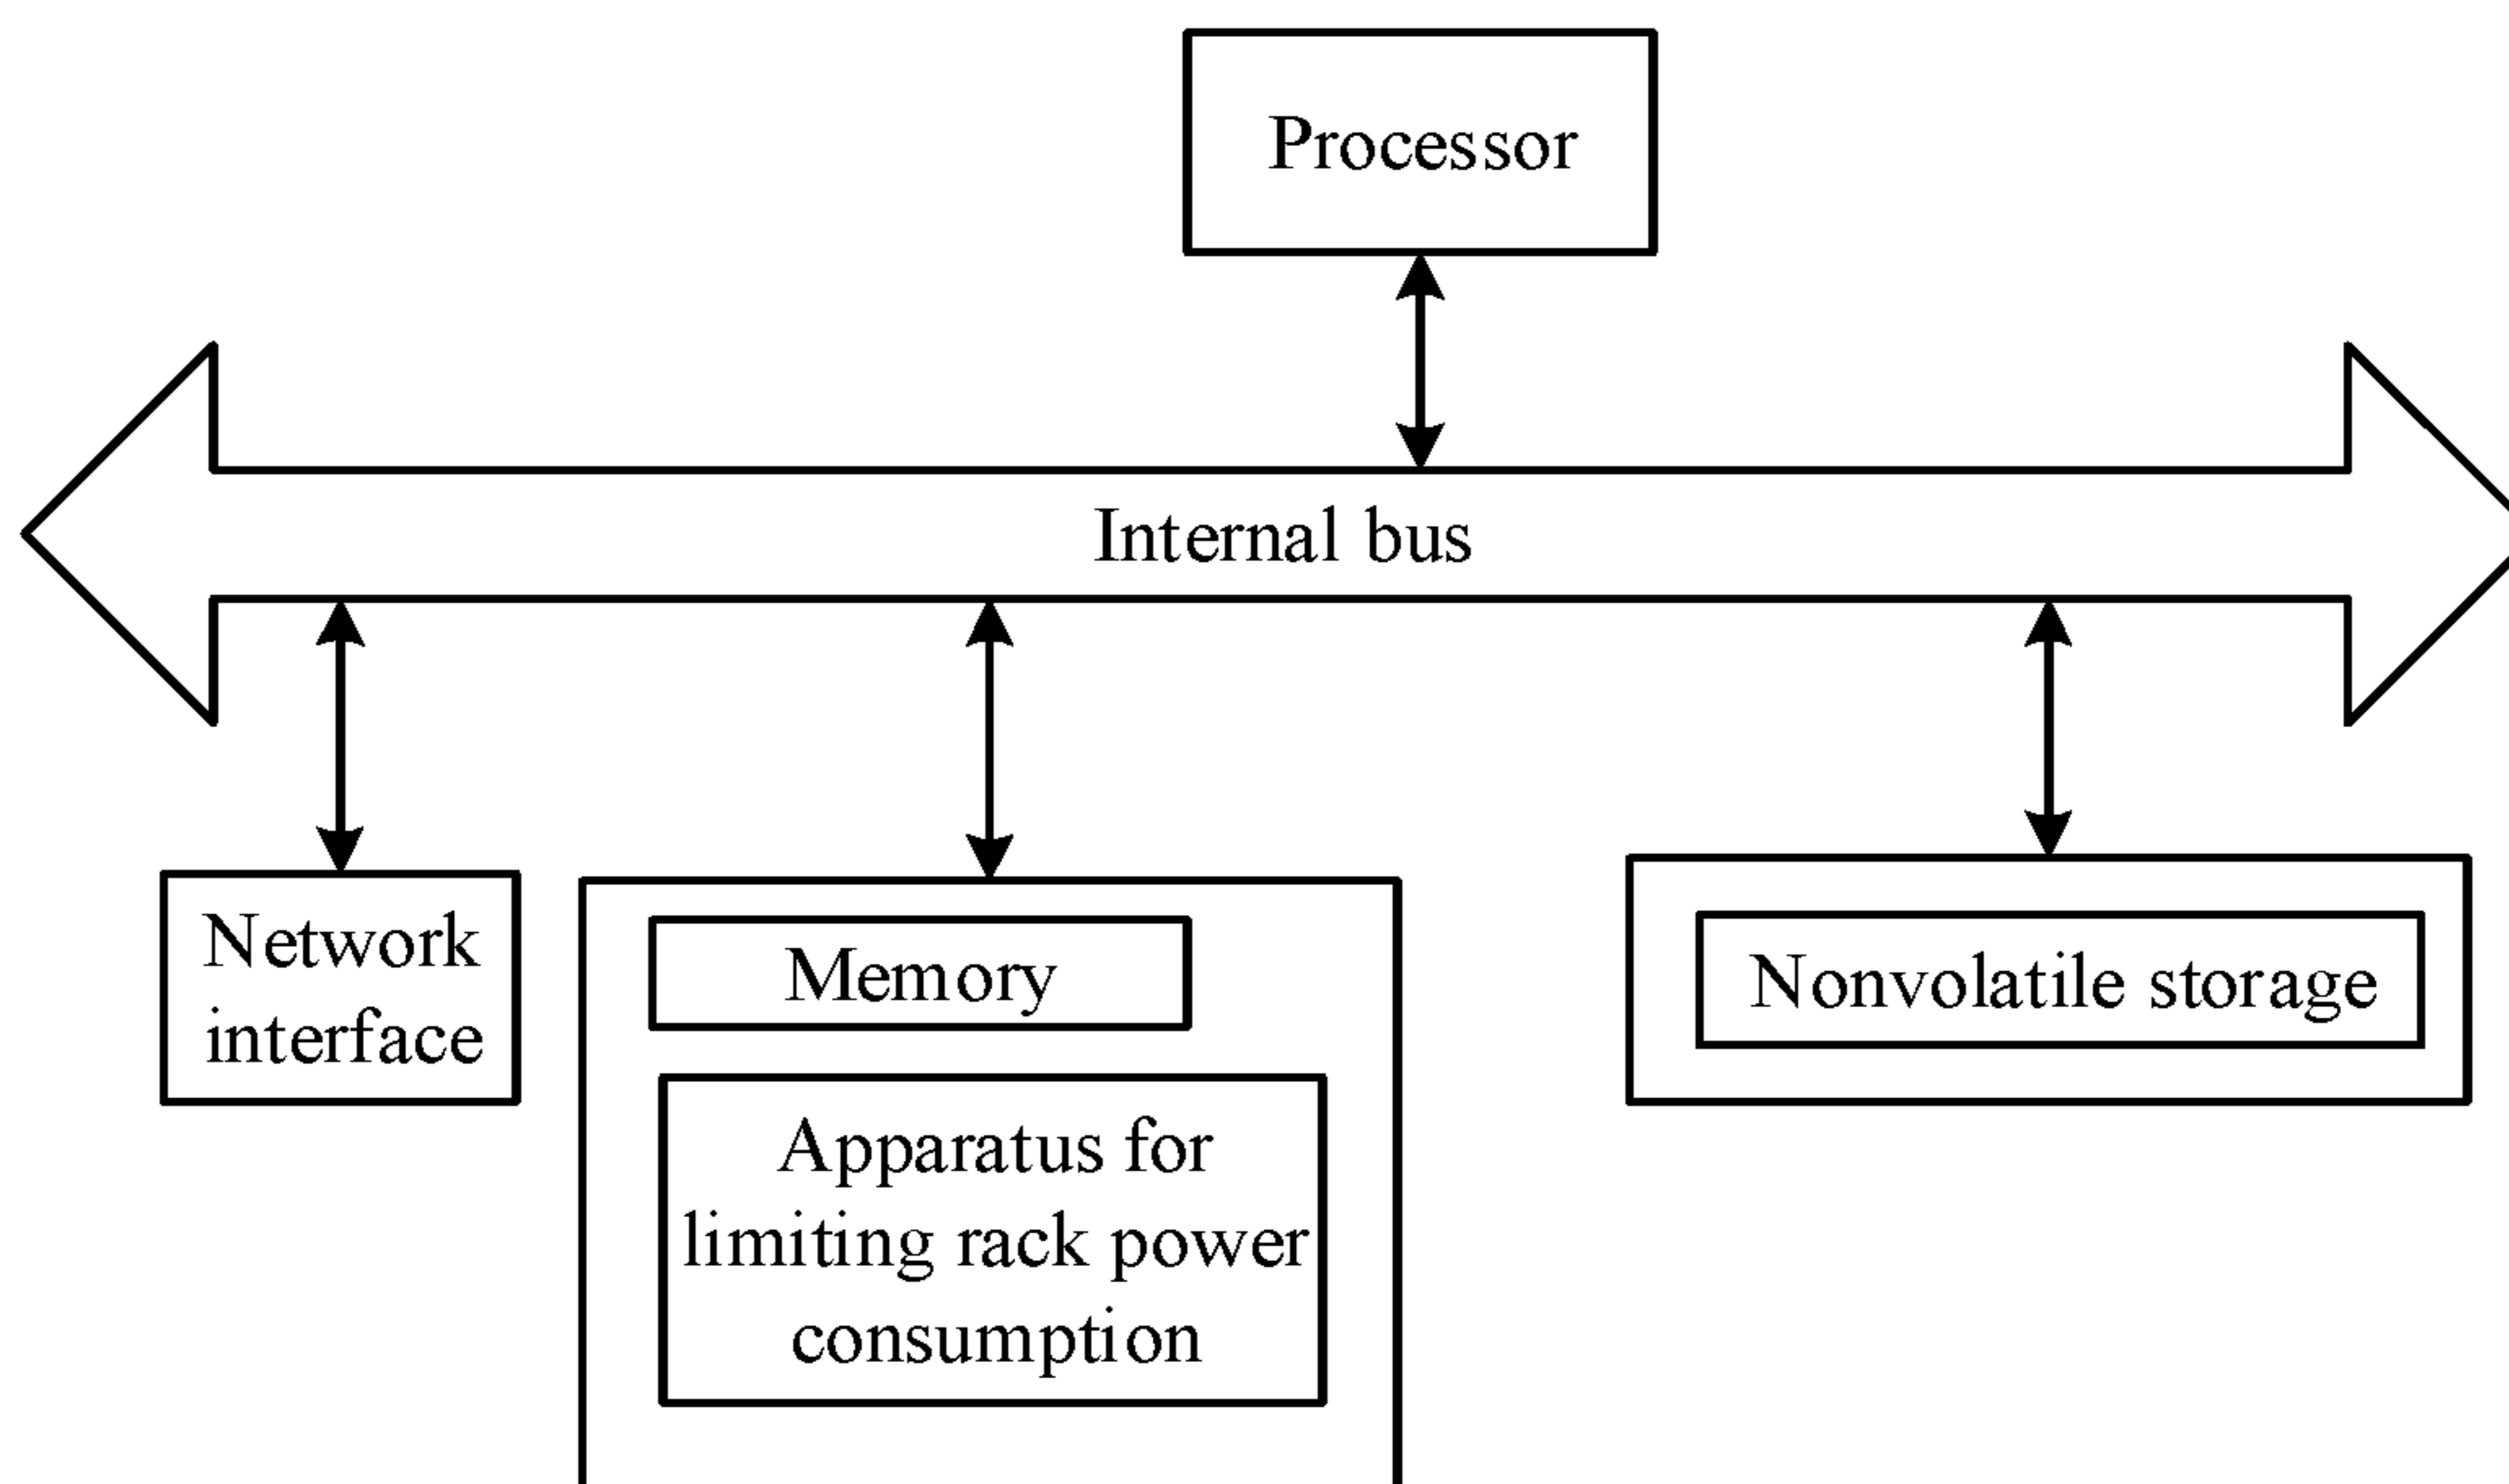 Processor
Internal bus
Network
interface
Memory
Apparatus for
limiting rack power
consumption
Nonvolatile storage